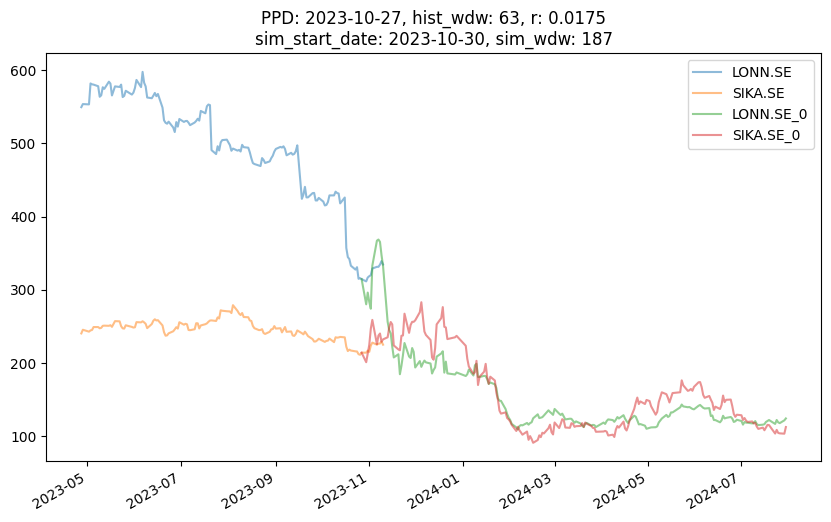 PPD: 2023-10-27, hist_wdw: 63, r: 0.0175
sim_start_date: 2023-10-30, sim_wdw: 187
LONN.SE
SIKA.SE
LONN.SE_0
SIKA.SE_0
600
500
400
300
200
100
2023-05
2023-07
2023-09
2023-11
2024-01
2024-03
2024-05
2024-07